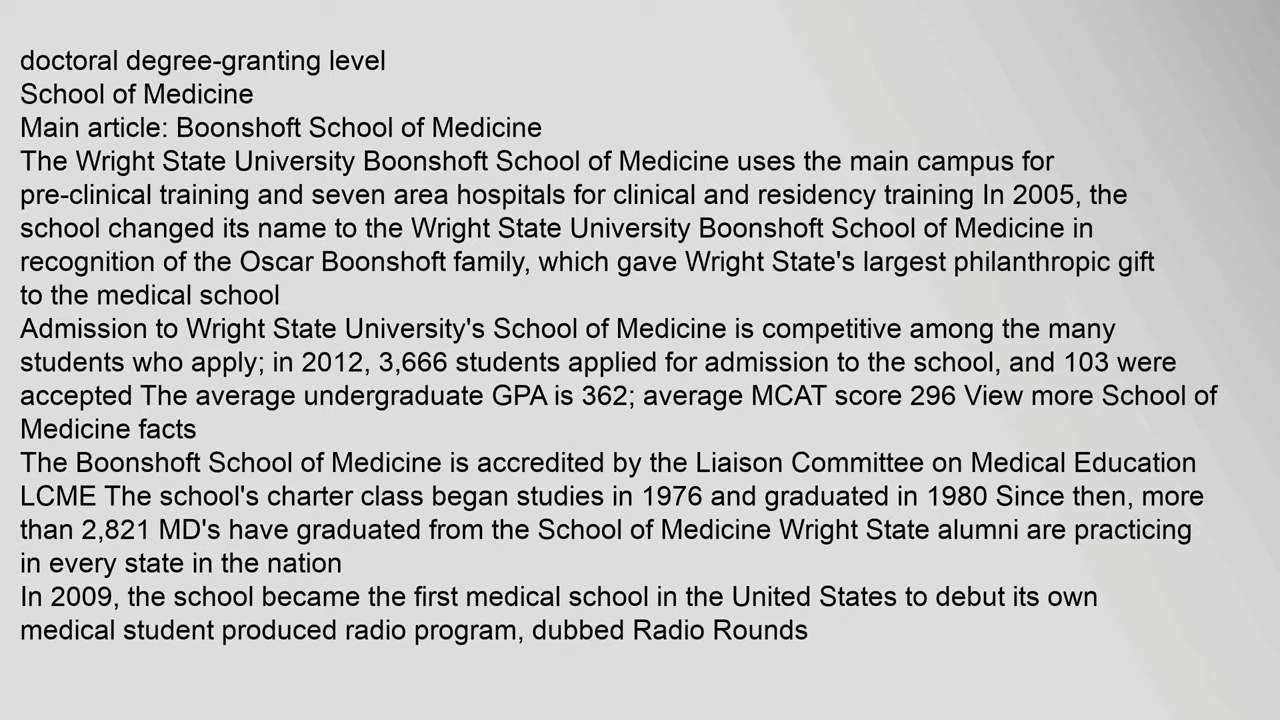 doctoral degree-granting level
School of Medicine
Main article: Boonshoft School of Medicine
The Wright State University Boonshoft School of Medicine uses the main campus for
pre-clinical training and seven area hospitals for clinical and residency training In 2005, the
school changed its name to the Wright State University Boonshoft School of Medicine in
recognition of the Oscar Boonshoft family, which gave Wright State's largest philanthropic gift
to the medical school
Admission to Wright State University's School of Medicine is competitive among the many
students who apply; in 2012, 3,666 students applied for admission to the school, and 103 were
accepted The average undergraduate GPA is 362; average MCAT score 296 View more School of
Medicine facts
The Boonshoft School of Medicine is accredited by the Liaison Committee on Medical Education
LCME The school's charter class began studies in 1976 and graduated in 1980 Since then, more
than 2,821 MD's have graduated from the School of Medicine Wright State alumni are practicing
in every state in the nation
In 2009, the school became the first medical school in the United States to debut its own
medical student produced radio program, dubbed Radio Rounds